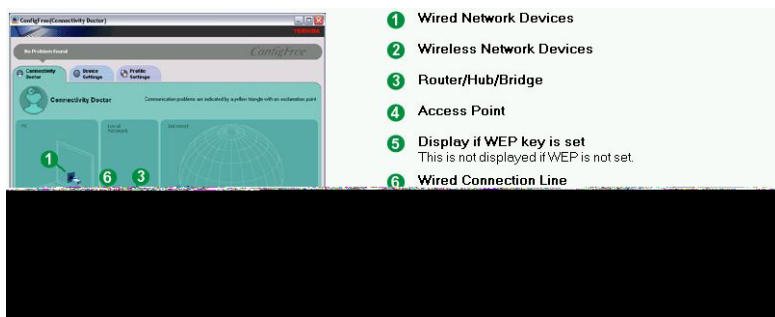 ConfigFree(Connectivity Doctor)
TOSHIBA
No Problem Found
ConfigFree
Connectivity Doctor
Device Settings
Profile Settings
Connectivity Doctor
Communication problems are indicated by a yellow triangle with an exclamation point
PC
Local Network
Internet
1
6
3
1 Wired Network Devices
2 Wireless Network Devices
3 Router/Hub/Bridge
4 Access Point
5 Display if WEP key is set
This is not displayed if WEP is not set.
6 Wired Connection Line